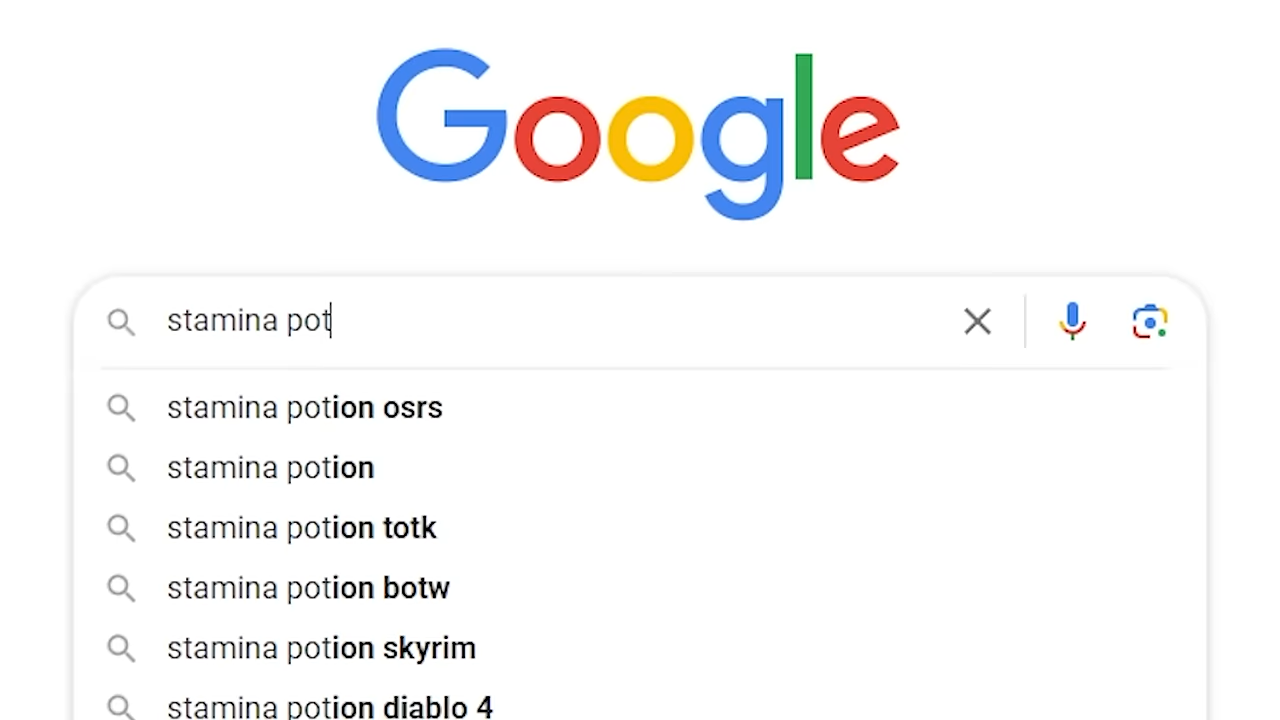 Google
stamina pot
stamina potion osrs
stamina potion
stamina potion totk
stamina potion botw
stamina potion skyrim
stamina potion diablo 4